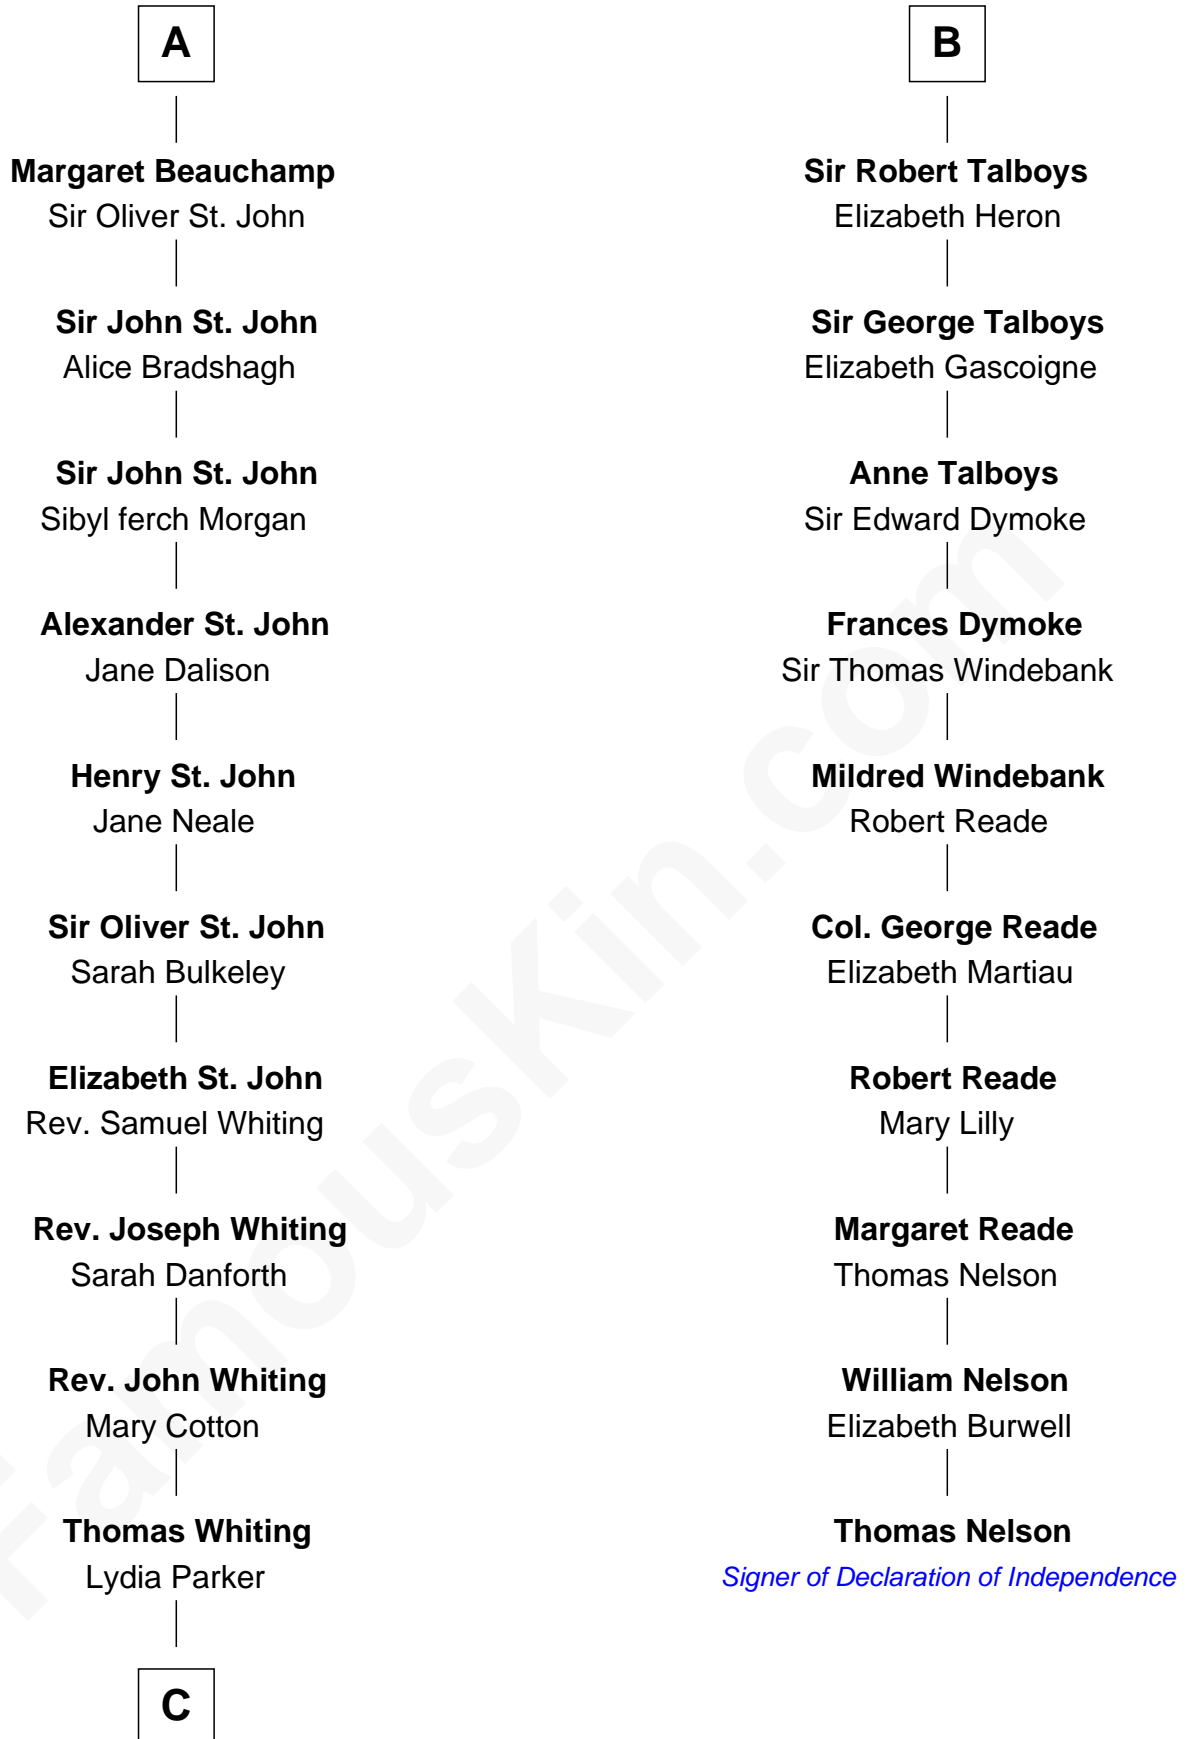 A
Margaret Beauchamp
Sir Oliver St. John
Sir John St. John
Alice Bradshagh
Sir John St. John
Sibyl ferch Morgan
Alexander St. John
Jane Dalison
Henry St. John
Jane Neale
Sir Oliver St. John
Sarah Bulkeley
Elizabeth St. John
Rev. Samuel Whiting
Rev. Joseph Whiting
Sarah Danforth
Rev. John Whiting
Mary Cotton
Thomas Whiting
Lydia Parker
C
B
Sir Robert Talboys
Elizabeth Heron
Sir George Talboys
Elizabeth Gascoigne
Anne Talboys
Sir Edward Dymoke
Frances Dymoke
Sir Thomas Windebank
Mildred Windebank
Robert Reade
Col. George Reade
Elizabeth Martiau
Robert Reade
Mary Lilly
Margaret Reade
Thomas Nelson
William Nelson
Elizabeth Burwell
Thomas Nelson
Signer of Declaration of Independence
FamousKin.com